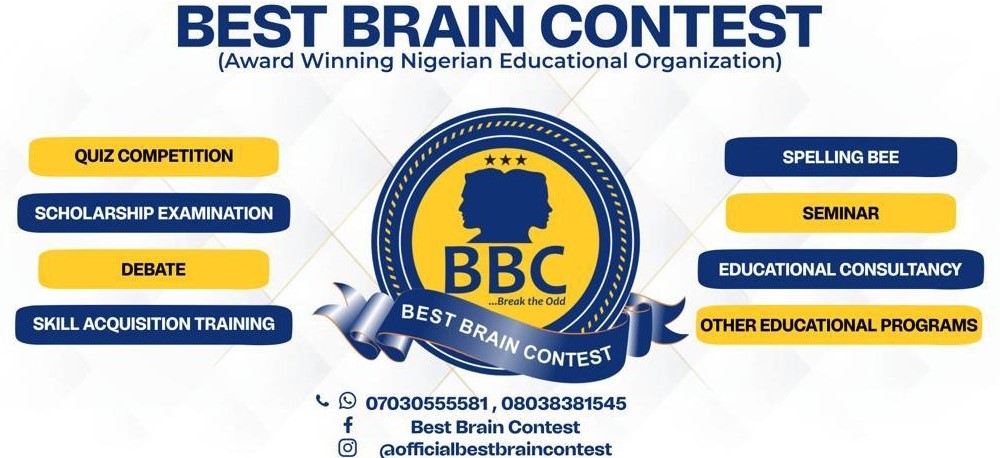 BEST BRAIN CONTEST
(Award Winning Nigerian Educational Organization)
QUIZ COMPETITION
SCHOLARSHIP EXAMINATION
DEBATE
SKILL ACQUISITION TRAINING
BBC
...Break the Odd
BEST BRAIN CONTEST
SPELLING BEE
SEMINAR
EDUCATIONAL CONSULTANCY
OTHER EDUCATIONAL PROGRAMS
07030555581 , 08038381545
Best Brain Contest
@officialbestbraincontest